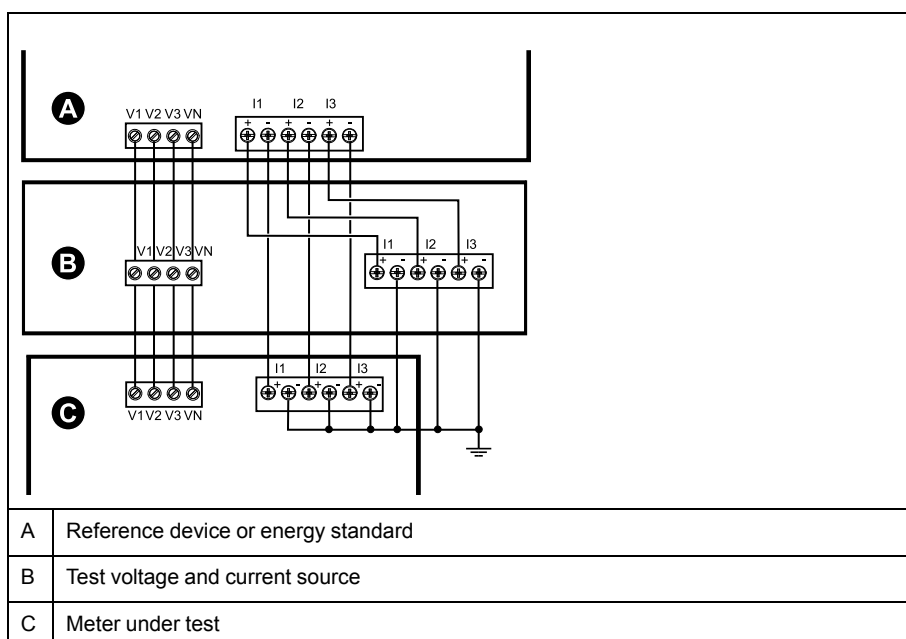 A
V1 V2 V3 VN
I1 I2 I3
+ - + - + -
B
V1 V2 V3 VN
I1 I2 I3
+ - + - + -
C
I1 I2 I3
+ - + - + -
V1 V2 V3 VN
A Reference device or energy standard
B Test voltage and current source
C Meter under test